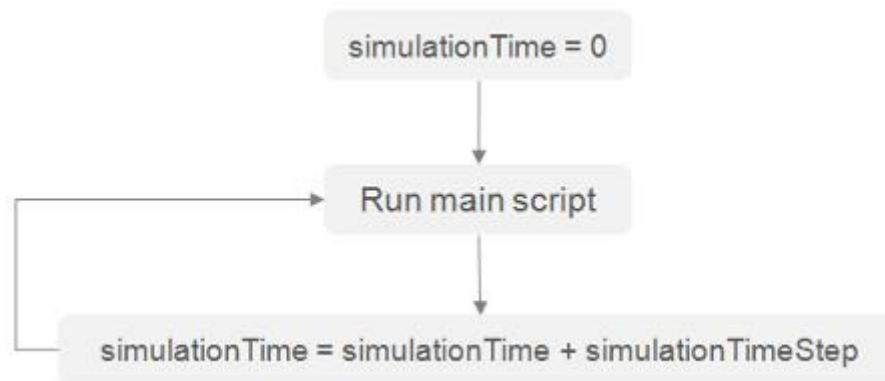 simulationTime = 0
Run main script
simulationTime = simulationTime + simulationTimeStep